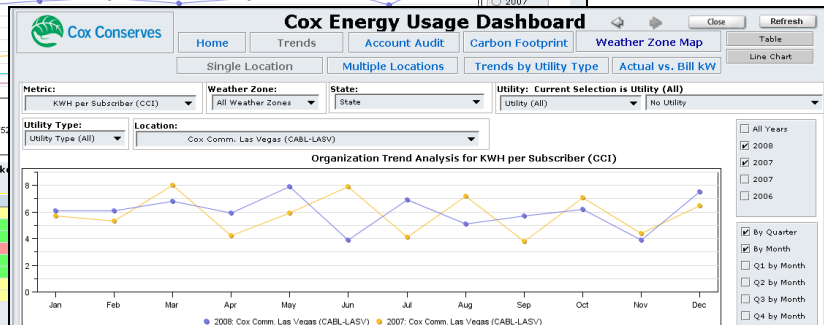 2007
Cox Conserves
Cox Energy Usage Dashboard
Close
Refresh
Home
Trends
Account Audit
Carbon Footprint
Weather Zone Map
Table
Single Location
Multiple Locations
Trends by Utility Type
Actual vs. Bill kW
Line Chart
Metric:
Weather Zone:
State:
Utility: Current Selection is Utility (All)
KWH per Subscriber (CCI)
All Weather Zones
State
Utility (All)
No Utility
Utility Type:
Location:
Utility Type (All)
Cox Comm. Las Vegas (CABL-LASV)
All Years
2008
2007
2007
2006
Organization Trend Analysis for KWH per Subscriber (CCI)
8
6
4
2
0
Jan Feb Mar Apr May Jun Jul Aug Sep Oct Nov Dec
2008: Cox Comm. Las Vegas (CABL-LASV) 2007: Cox Comm. Las Vegas (CABL-LASV)
By Quarter
By Month
Q1 by Month
Q2 by Month
Q3 by Month
Q4 by Month